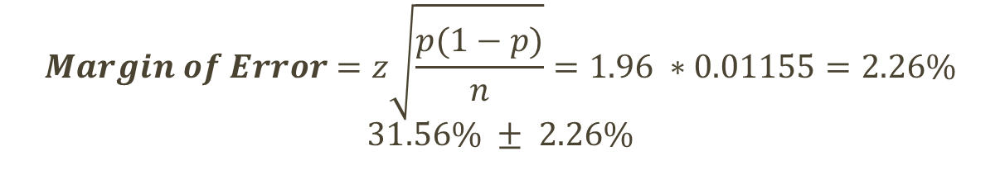 Margin of Error = z √(p(1 − p)/n) = 1.96 * 0.01155 = 2.26%
31.56% ± 2.26%